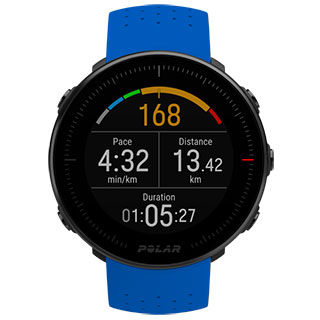 168
Pace Distance
4:32 13.42
min/km km
Duration
01:05:27
POLAR